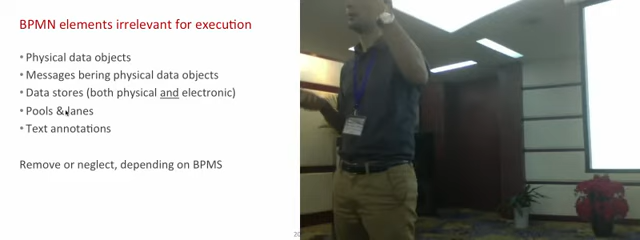 BPMN elements irrelevant for execution
• Physical data objects
• Messages bering physical data objects
• Data stores (both physical and electronic)
• Pools & lanes
• Text annotations
Remove or neglect, depending on BPMS